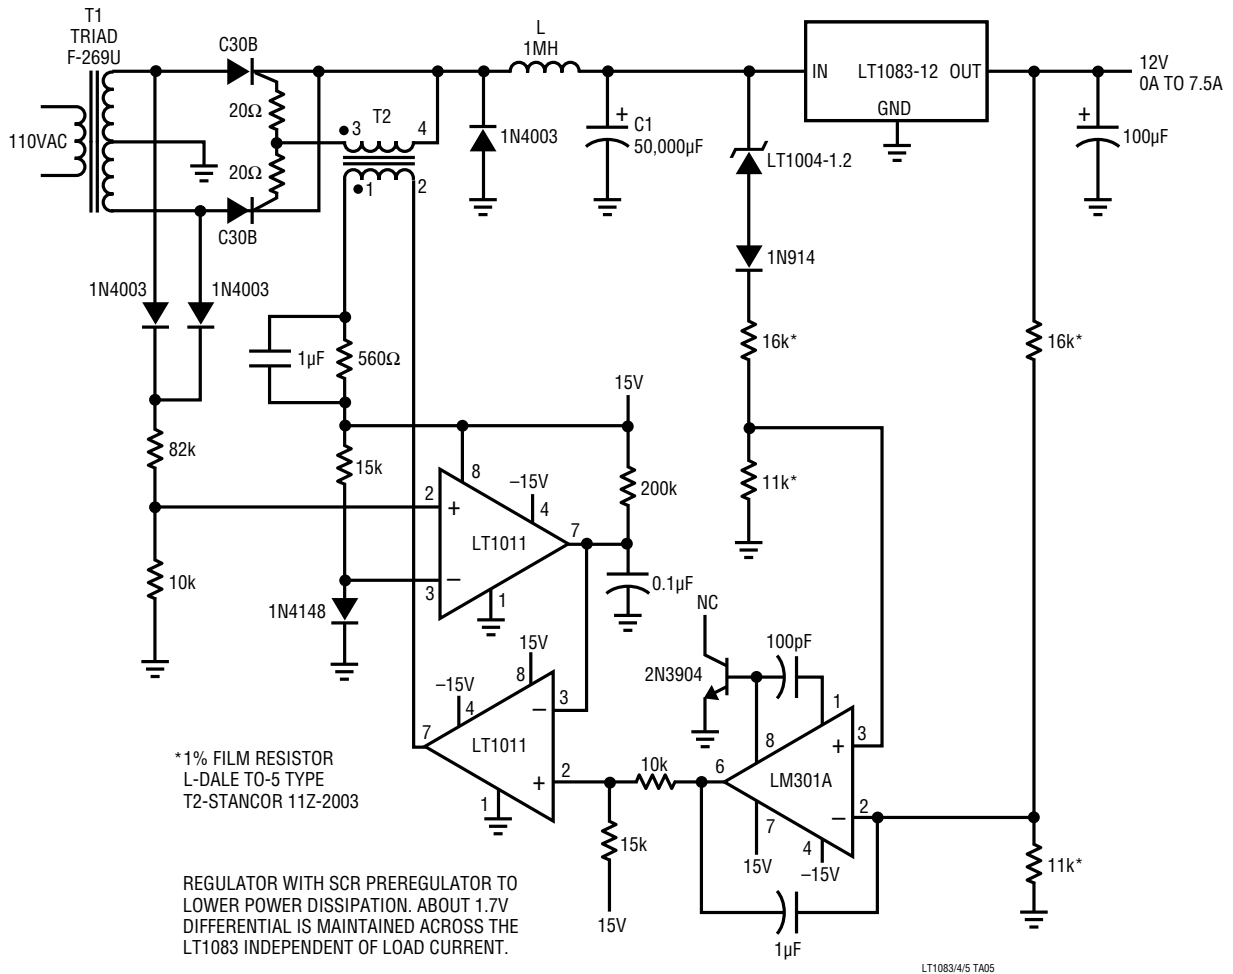 T1
TRIAD
F-269U
110VAC
C30B
20Ω
20Ω
C30B
T2
3
4
1
2
L
1MH
1N4003
+
C1
50,000µF
IN
LT1083-12
OUT
GND
12V
0A TO 7.5A
+
100µF
LT1004-1.2
1N914
16k*
16k*
11k*
1N4003
1N4003
1µF
560Ω
15V
82k
15k
200k
8
–15V
4
2
+
LT1011
7
–
3
1
10k
1N4148
0.1µF
NC
100pF
2N3904
15V
8
–15V
4
3
–
7
LT1011
+
2
1
10k
15k
15V
1
8
+
3
6
LM301A
–
2
7
4
15V
–15V
11k*
1µF
*1% FILM RESISTOR
L-DALE TO-5 TYPE
T2-STANCOR 11Z-2003
REGULATOR WITH SCR PREREGULATOR TO
LOWER POWER DISSIPATION. ABOUT 1.7V
DIFFERENTIAL IS MAINTAINED ACROSS THE
LT1083 INDEPENDENT OF LOAD CURRENT.
LT1083/4/5 TA05